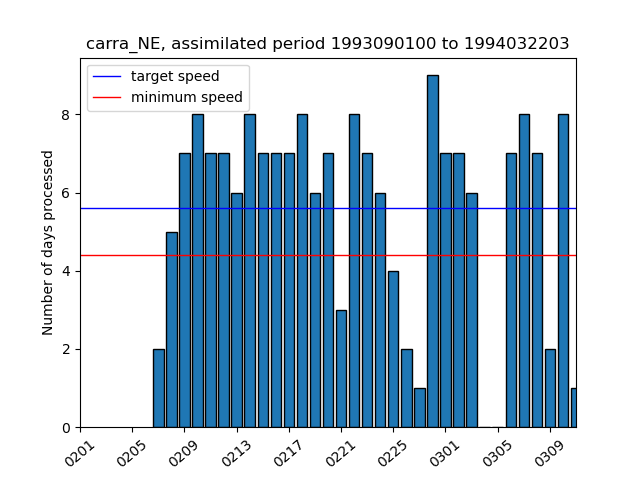 carra_NE, assimilated period 1993090100 to 1994032203
target speed
minimum speed
Number of days processed
8
6
4
2
0
0201 0205 0209 0213 0217 0221 0225 0301 0305 0309